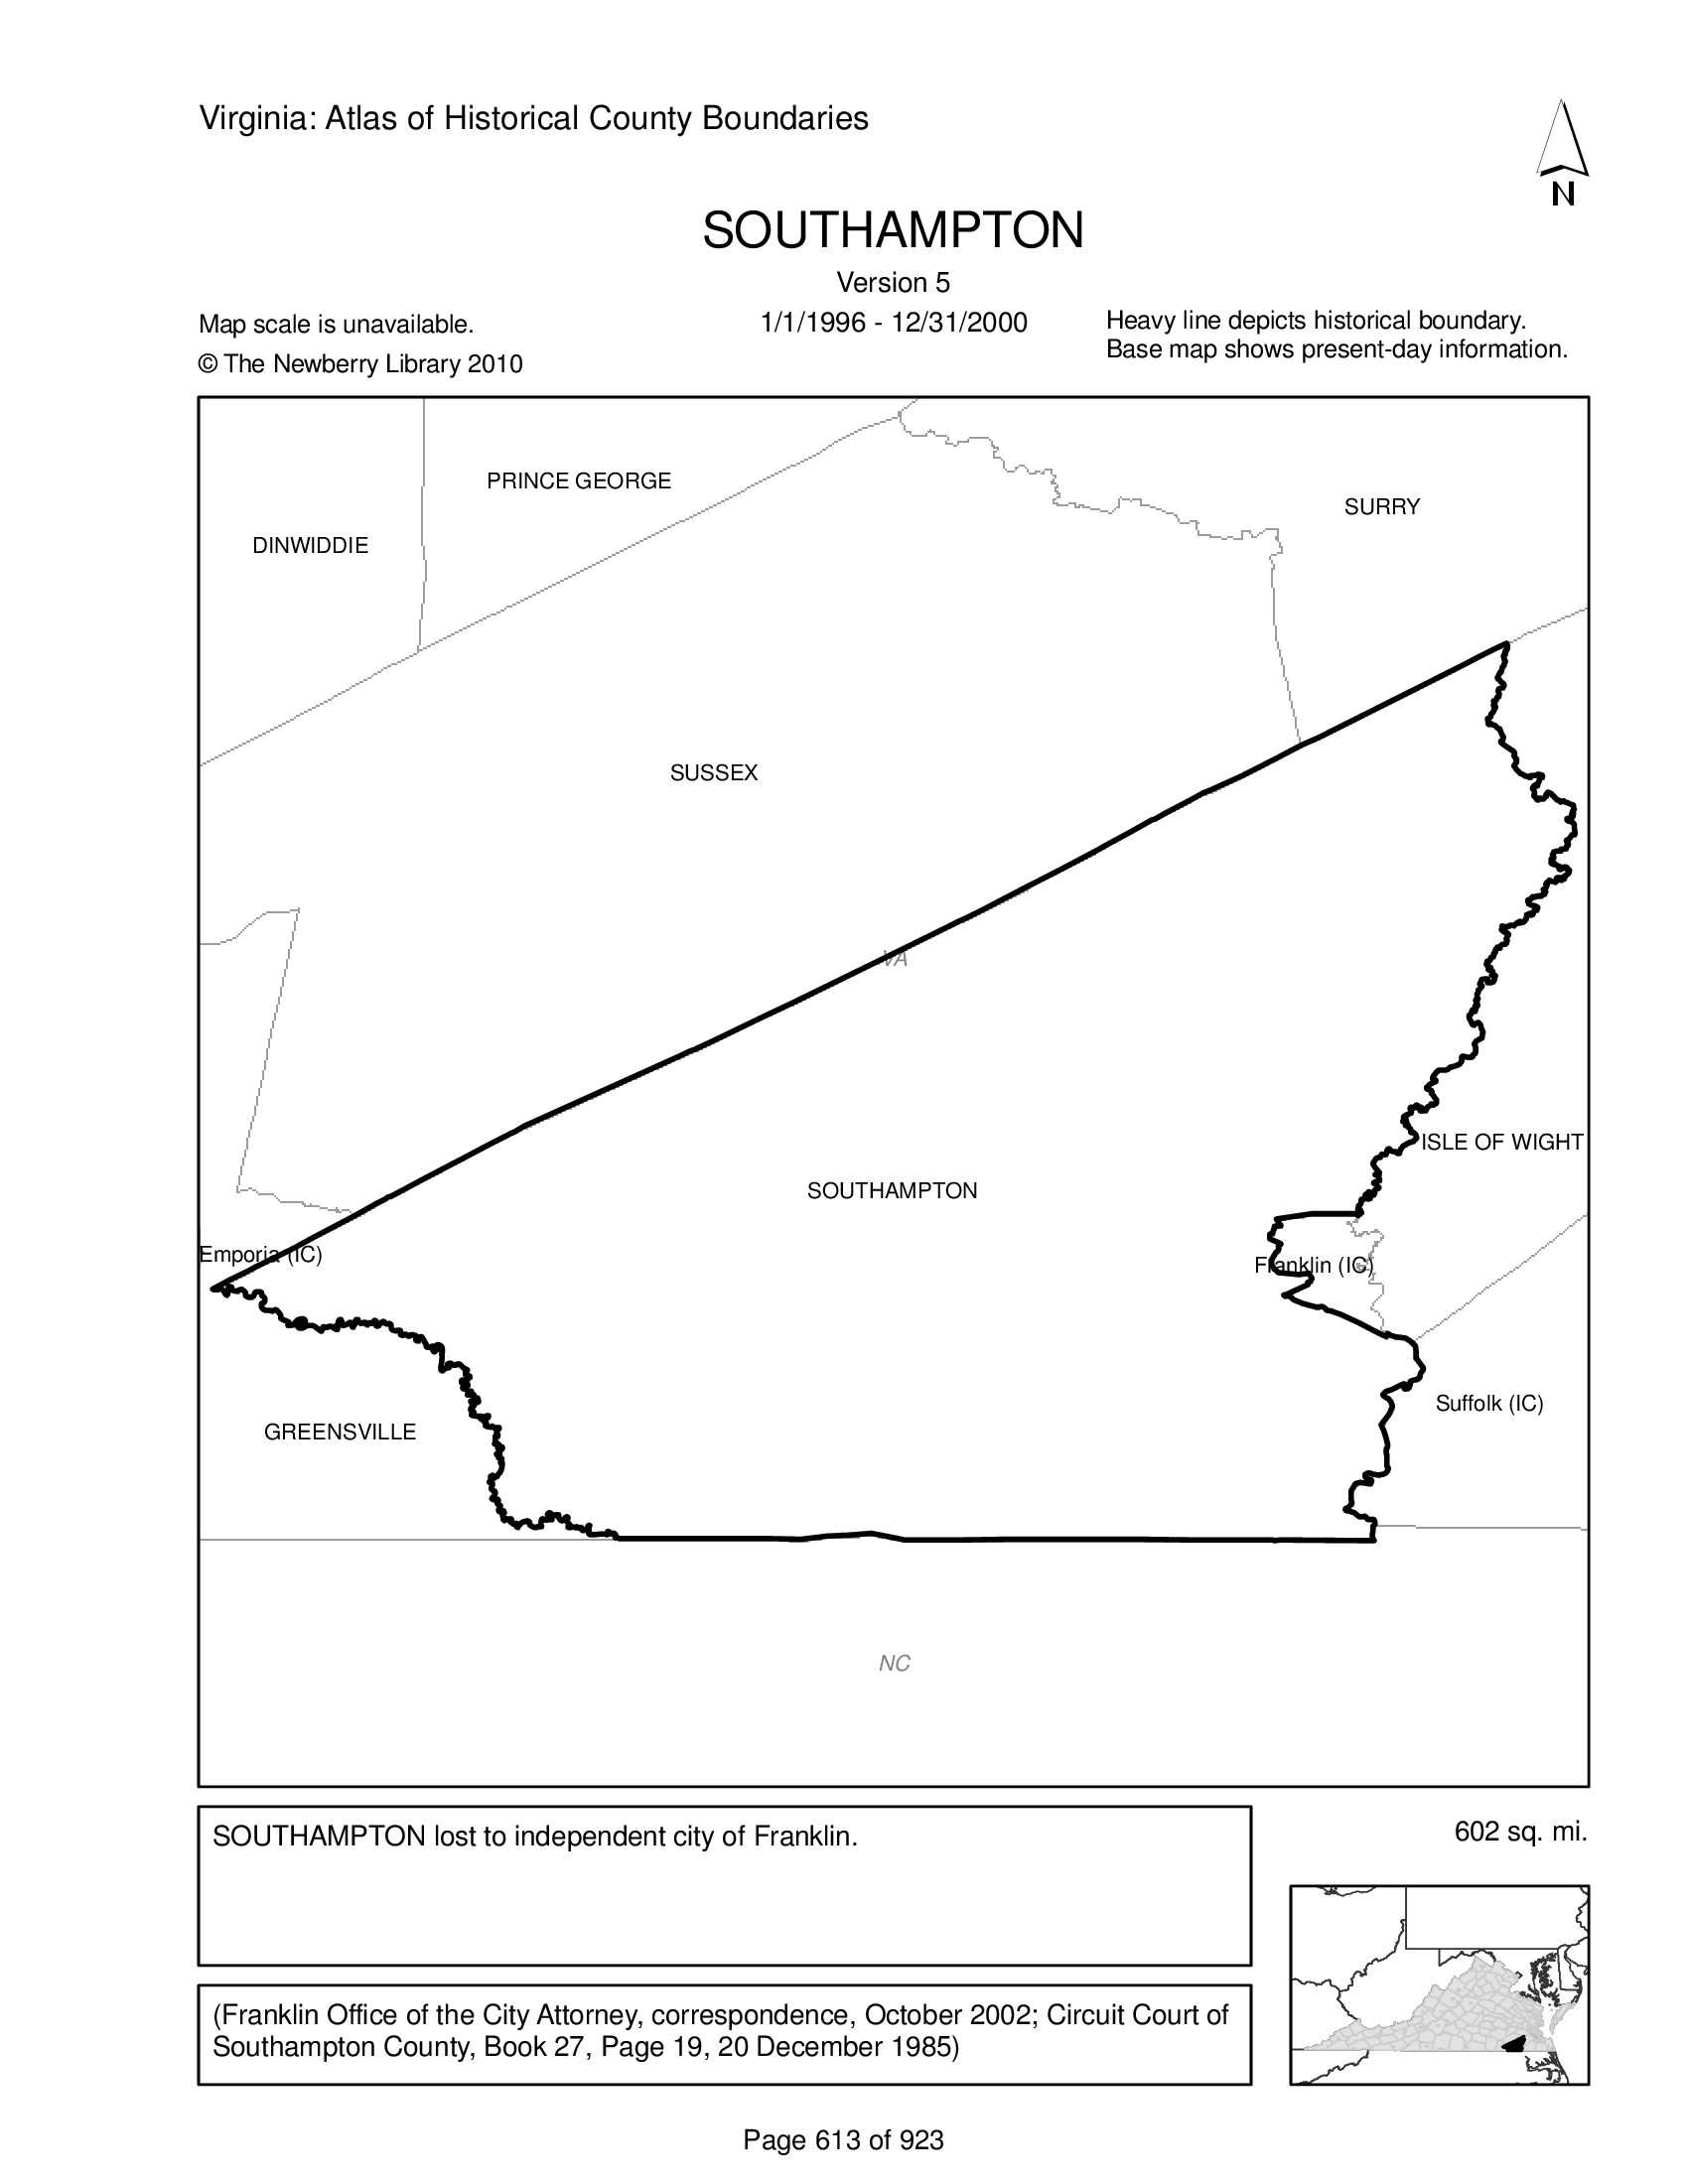 Virginia: Atlas of Historical County Boundaries
N
SOUTHAMPTON
Version 5
1/1/1996 - 12/31/2000
Map scale is unavailable.
© The Newberry Library 2010
Heavy line depicts historical boundary.
Base map shows present-day information.
PRINCE GEORGE
SURRY
DINWIDDIE
SUSSEX
VA
ISLE OF WIGHT
SOUTHAMPTON
Emporia (IC)
Franklin (IC)
Suffolk (IC)
GREENSVILLE
NC
SOUTHAMPTON lost to independent city of Franklin.
602 sq. mi.
(Franklin Office of the City Attorney, correspondence, October 2002; Circuit Court of
Southampton County, Book 27, Page 19, 20 December 1985)
Page 613 of 923